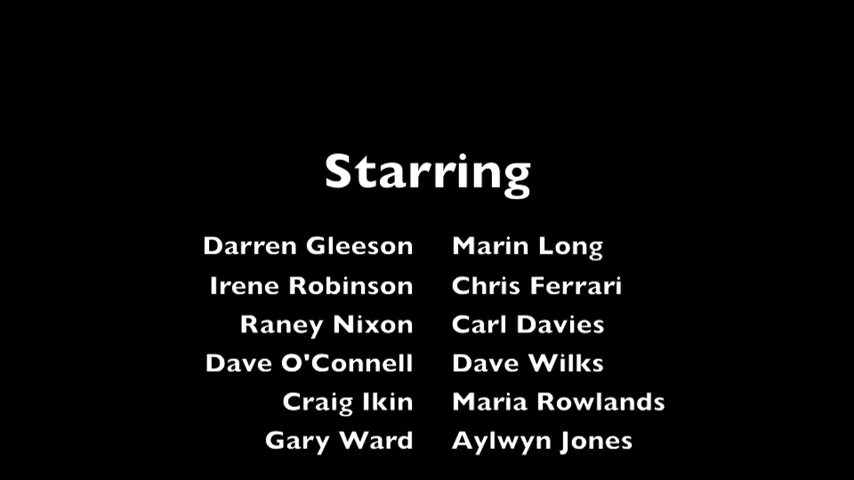 Starring
Darren Gleeson Marin Long
Irene Robinson Chris Ferrari
Raney Nixon Carl Davies
Dave O'Connell Dave Wilks
Craig Ikin Maria Rowlands
Gary Ward Aylwyn Jones